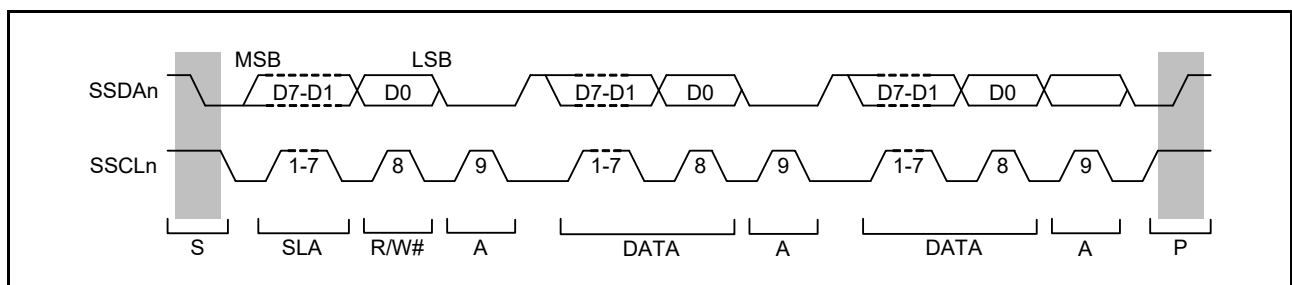 MSB LSB
SSDAn D7-D1 D0 D7-D1 D0 D7-D1 D0
SSCLn 1-7 8 9 1-7 8 9 1-7 8 9
S SLA R/W# A DATA A DATA A P